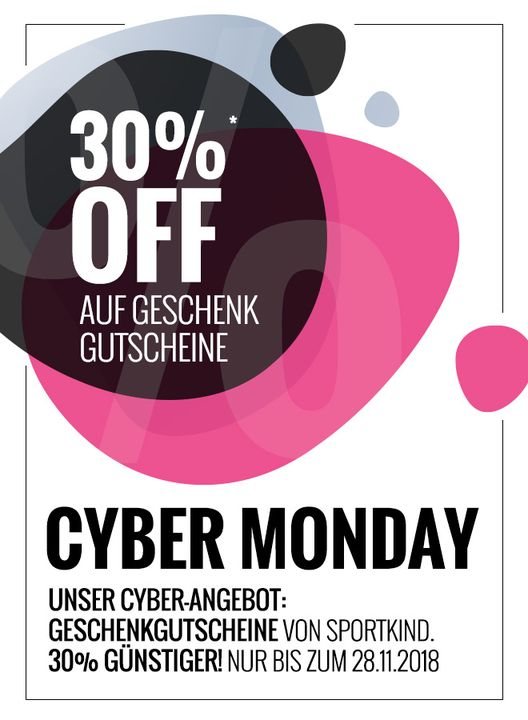 30%*
OFF
AUF GESCHENK
GUTSCHEINE
CYBER MONDAY
UNSER CYBER-ANGEBOT:
GESCHENKGUTSCHEINE VON SPORTKIND.
30% GÜNSTIGER! NUR BIS ZUM 28.11.2018